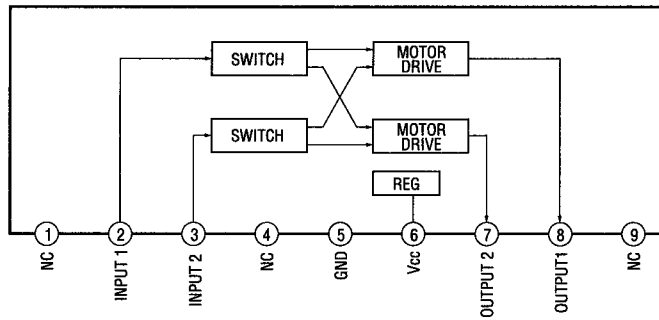 SWITCH
MOTOR
DRIVE
SWITCH
MOTOR
DRIVE
REG
1
2
3
4
5
6
7
8
9
NC
INPUT 1
INPUT 2
NC
GND
Vcc
OUTPUT 2
OUTPUT1
NC